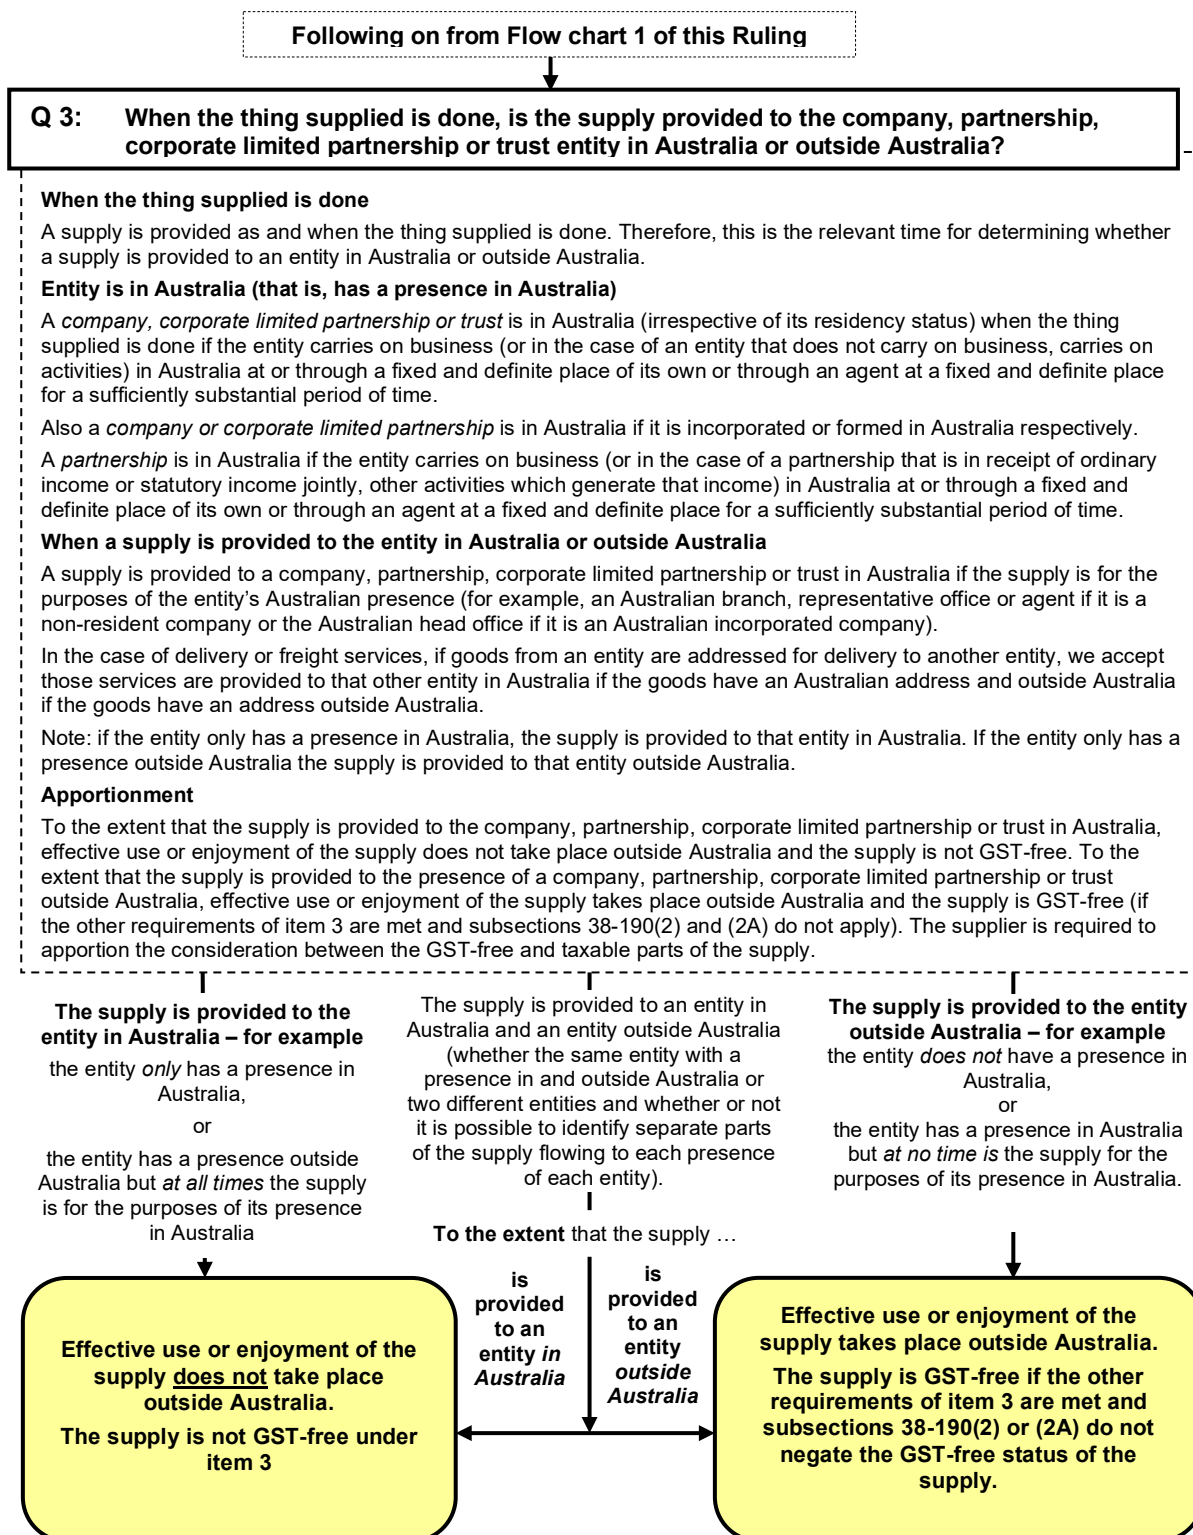 Following on from Flow chart 1 of this Ruling
Q 3: When the thing supplied is done, is the supply provided to the company, partnership,
corporate limited partnership or trust entity in Australia or outside Australia?
When the thing supplied is done
A supply is provided as and when the thing supplied is done. Therefore, this is the relevant time for determining whether
a supply is provided to an entity in Australia or outside Australia.
Entity is in Australia (that is, has a presence in Australia)
A company, corporate limited partnership or trust is in Australia (irrespective of its residency status) when the thing
supplied is done if the entity carries on business (or in the case of an entity that does not carry on business, carries on
activities) in Australia at or through a fixed and definite place of its own or through an agent at a fixed and definite place
for a sufficiently substantial period of time.
Also a company or corporate limited partnership is in Australia if it is incorporated or formed in Australia respectively.
A partnership is in Australia if the entity carries on business (or in the case of a partnership that is in receipt of ordinary
income or statutory income jointly, other activities which generate that income) in Australia at or through a fixed and
definite place of its own or through an agent at a fixed and definite place for a sufficiently substantial period of time.
When a supply is provided to the entity in Australia or outside Australia
A supply is provided to a company, partnership, corporate limited partnership or trust in Australia if the supply is for the
purposes of the entity's Australian presence (for example, an Australian branch, representative office or agent if it is a
non-resident company or the Australian head office if it is an Australian incorporated company).
In the case of delivery or freight services, if goods from an entity are addressed for delivery to another entity, we accept
those services are provided to that other entity in Australia if the goods have an Australian address and outside Australia
if the goods have an address outside Australia.
Note: if the entity only has a presence in Australia, the supply is provided to that entity in Australia. If the entity only has a
presence outside Australia the supply is provided to that entity outside Australia.
Apportionment
To the extent that the supply is provided to the company, partnership, corporate limited partnership or trust in Australia,
effective use or enjoyment of the supply does not take place outside Australia and the supply is not GST-free. To the
extent that the supply is provided to the presence of a company, partnership, corporate limited partnership or trust
outside Australia, effective use or enjoyment of the supply takes place outside Australia and the supply is GST-free (if
the other requirements of item 3 are met and subsections 38-190(2) and (2A) do not apply). The supplier is required to
apportion the consideration between the GST-free and taxable parts of the supply.
The supply is provided to the
entity in Australia – for example
the entity only has a presence in
Australia,
or
the entity has a presence outside
Australia but at all times the supply
is for the purposes of its presence
in Australia
The supply is provided to an entity in
Australia and an entity outside Australia
(whether the same entity with a
presence in and outside Australia or
two different entities and whether or not
it is possible to identify separate parts
of the supply flowing to each presence
of each entity).
To the extent that the supply …
is
provided
to an
entity in
Australia
is
provided
to an
entity
outside
Australia
The supply is provided to the entity
outside Australia – for example
the entity does not have a presence in
Australia,
or
the entity has a presence in Australia
but at no time is the supply for the
purposes of its presence in Australia.
Effective use or enjoyment of the
supply does not take place
outside Australia.
The supply is not GST-free under
item 3
Effective use or enjoyment of the
supply takes place outside Australia.
The supply is GST-free if the other
requirements of item 3 are met and
subsections 38-190(2) or (2A) do not
negate the GST-free status of the
supply.